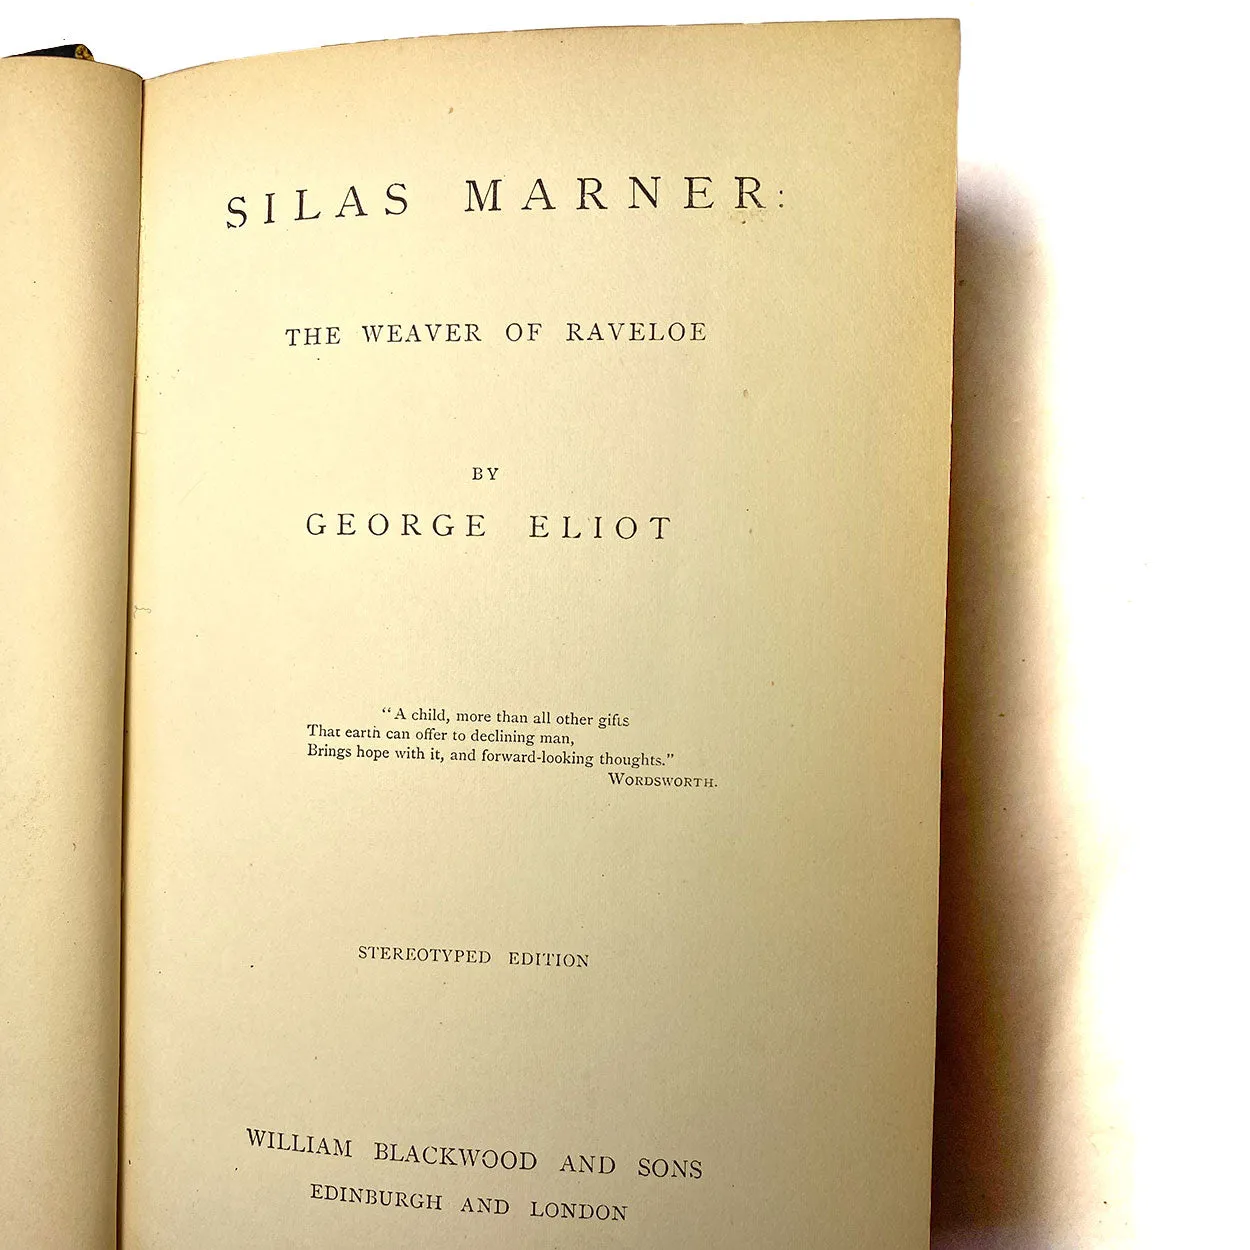 SILAS MARNER:
THE WEAVER OF RAVELOE
BY
GEORGE ELIOT
“A child, more than all other gifts
That earth can offer to declining man,
Brings hope with it, and forward-looking thoughts.”
WORDSWORTH.
STEREOTYPED EDITION
WILLIAM BLACKWOOD AND SONS
EDINBURGH AND LONDON